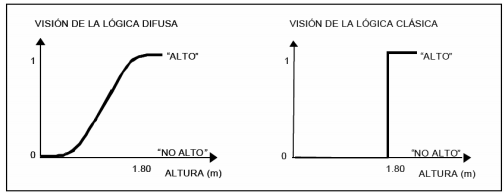 VISIÓN DE LA LÓGICA DIFUSA
1
"ALTO"
0
"NO ALTO"
1.80
ALTURA (m)
VISIÓN DE LA LÓGICA CLÁSICA
1
"ALTO"
0
"NO ALTO"
1.80
ALTURA (m)